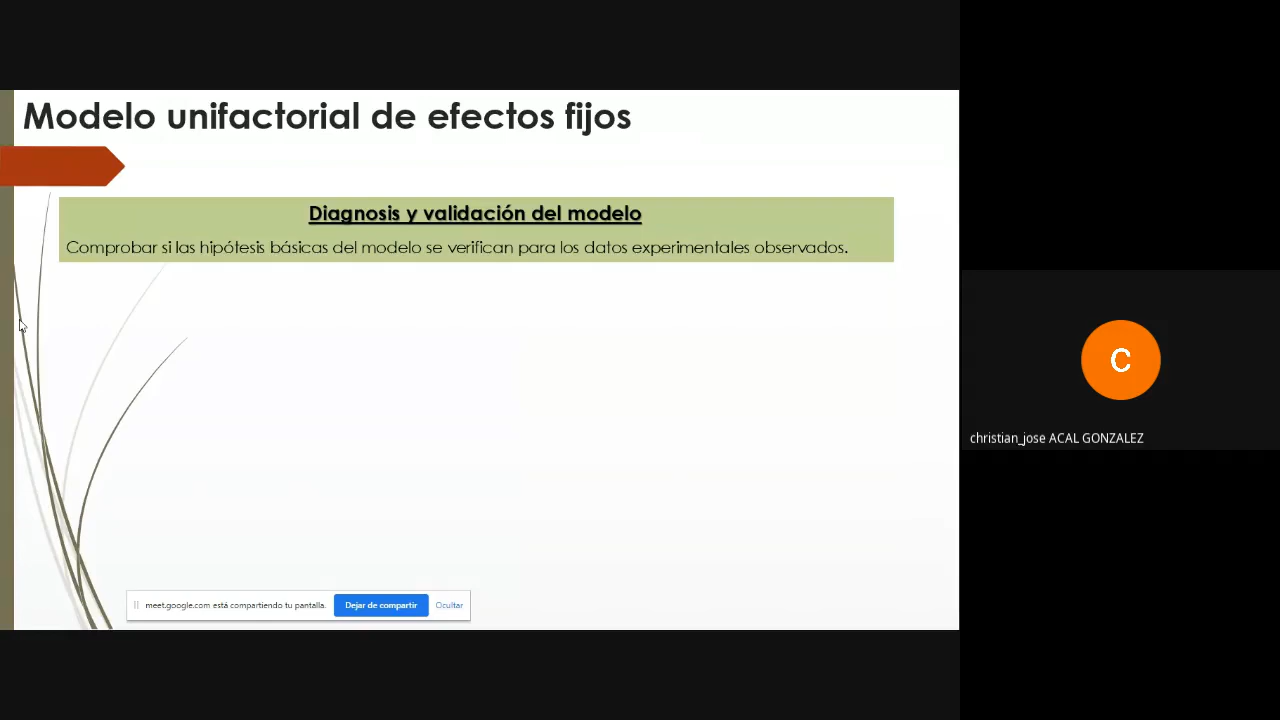 Modelo unifactorial de efectos fijos
Diagnosis y validación del modelo
Comprobar si las hipótesis básicas del modelo se verifican para los datos experimentales observados.
C
christian_jose ACAL GONZALEZ
meet.google.com está compartiendo tu pantalla.
Dejar de compartir
Ocultar